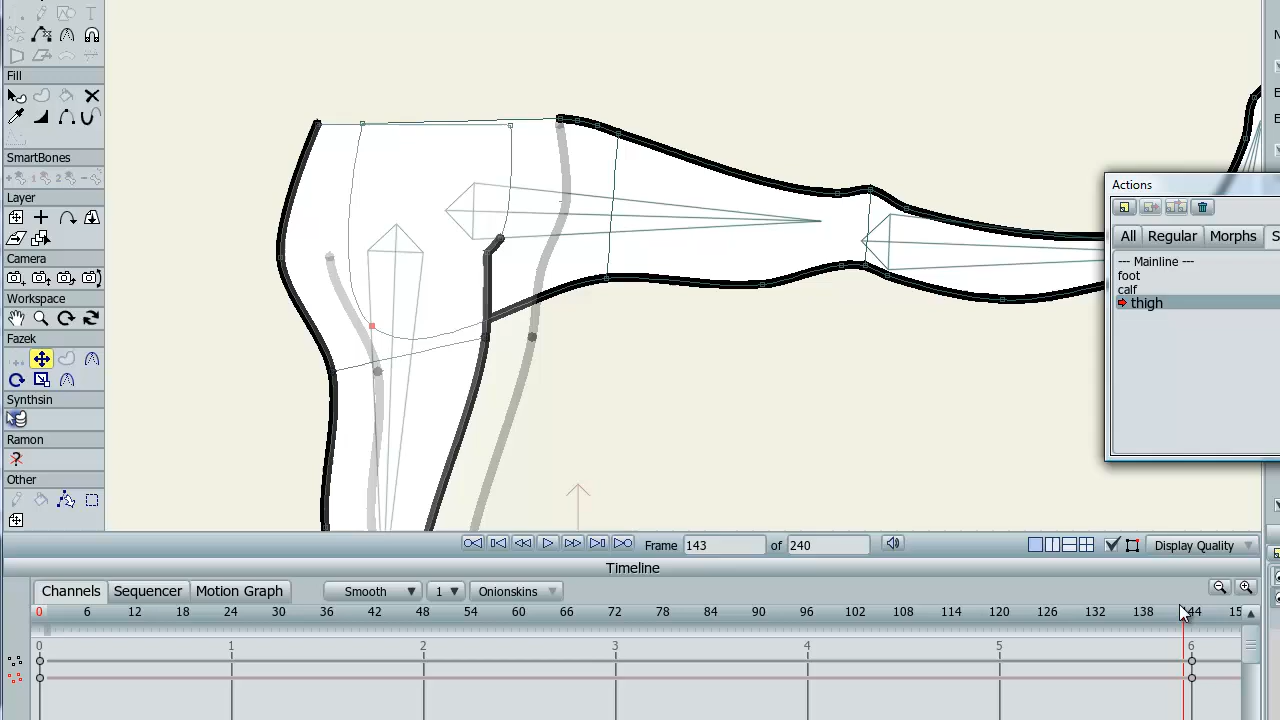 T
Fill
SmartBones
Layer
Camera
Workspace
Fazek
Synthsin
Ramon
Other
Actions
All Regular Morphs S
--- Mainline ---
foot
calf
thigh
Frame 143 of 240 Display Quality
Timeline
Channels Sequencer Motion Graph Smooth 1 Onionskins
0 6 12 18 24 30 36 42 48 54 60 66 72 78 84 90 96 102 108 114 120 126 132 138 44 15
0 1 2 3 4 5 6